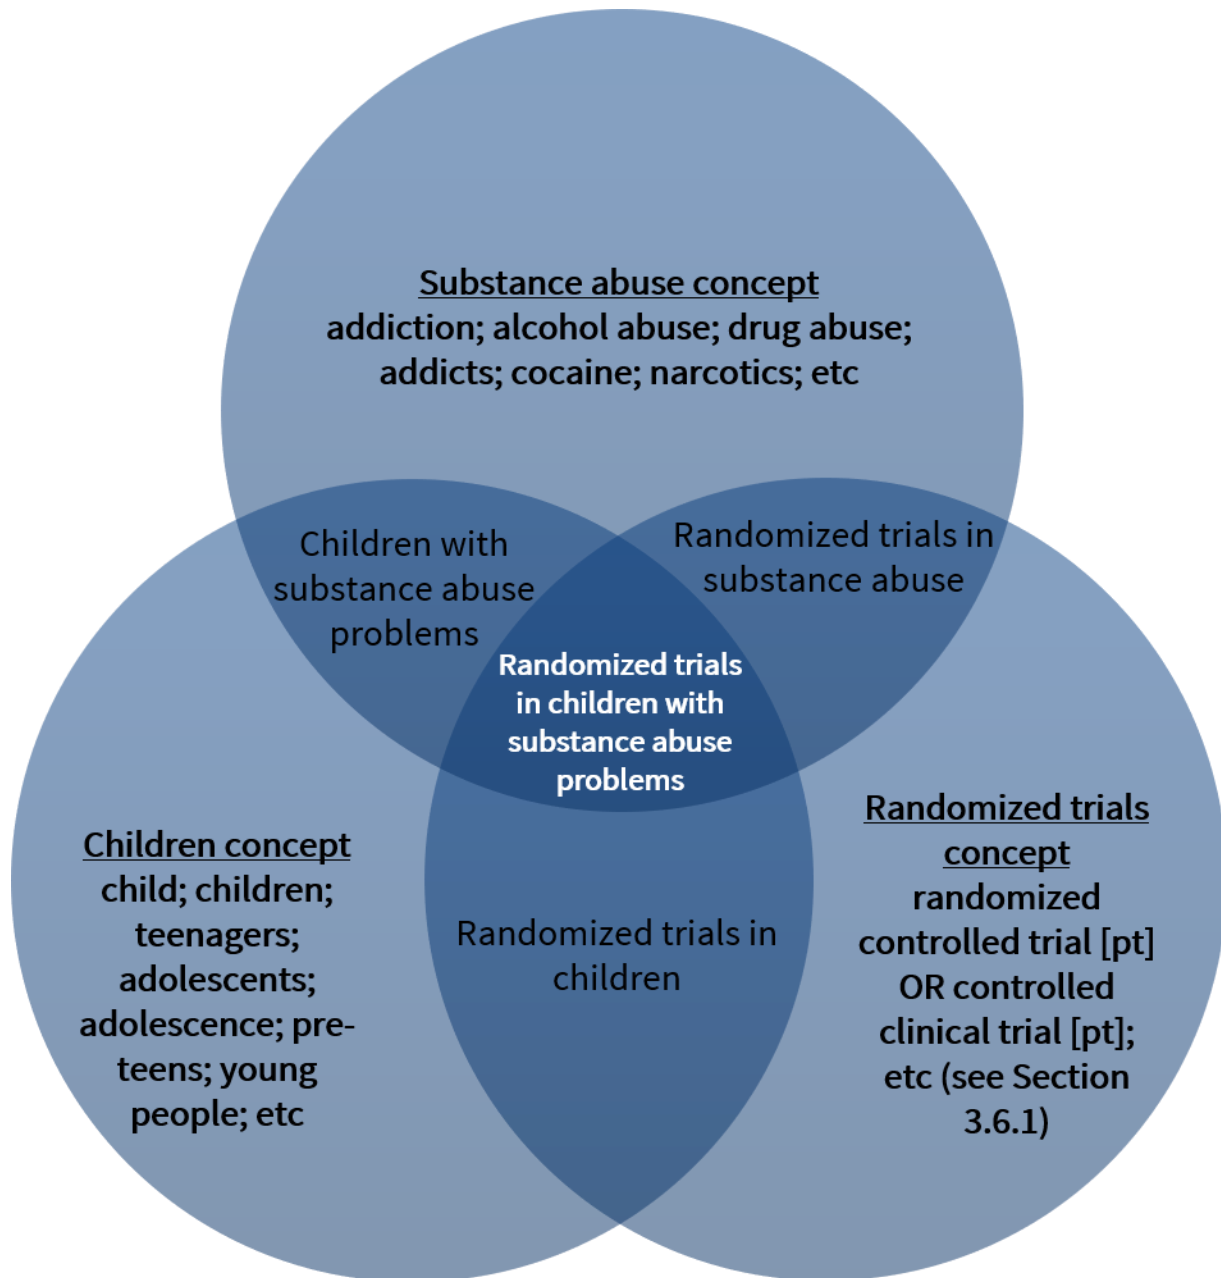 Substance abuse concept
addiction; alcohol abuse; drug abuse;
addicts; cocaine; narcotics; etc
Children with
substance abuse
problems
Randomized trials in
substance abuse
Randomized trials
in children with
substance abuse
problems
Children concept
child; children;
teenagers;
adolescents;
adolescence; pre-
teens; young
people; etc
Randomized trials in
children
Randomized trials
concept
randomized
controlled trial [pt]
OR controlled
clinical trial [pt];
etc (see Section
3.6.1)